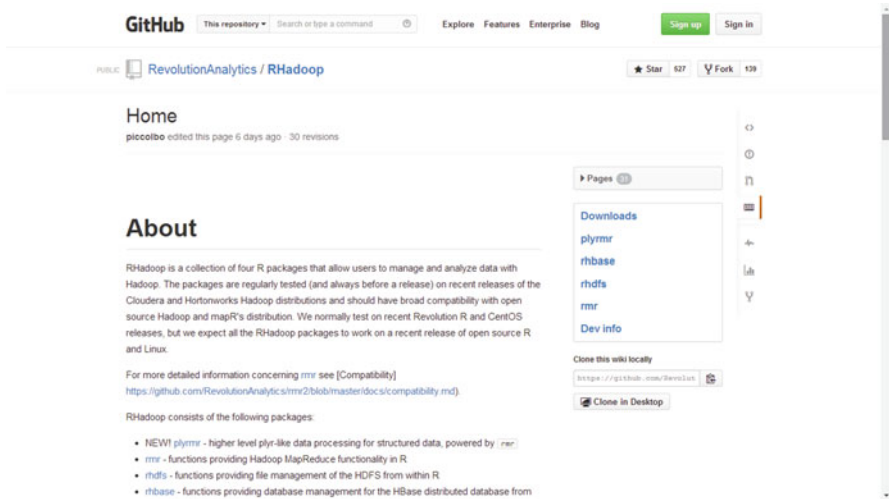 GitHub This repository Search or type a command Explore Features Enterprise Blog Sign up Sign in
PUBLIC RevolutionAnalytics / RHadoop Star 627 Fork 139
Home
piccolbo edited this page 6 days ago · 30 revisions
Pages 31
About
Downloads
plyrmr
rhbase
rhdfs
rmr
Dev info
RHadoop is a collection of four R packages that allow users to manage and analyze data with
Hadoop. The packages are regularly tested (and always before a release) on recent releases of the
Cloudera and Hortonworks Hadoop distributions and should have broad compatibility with open
source Hadoop and mapR's distribution. We normally test on recent Revolution R and CentOS
releases, but we expect all the RHadoop packages to work on a recent release of open source R
and Linux.
For more detailed information concerning rmr see [Compatibility]
https://github.com/RevolutionAnalytics/rmr2/blob/master/docs/compatibility.md).
RHadoop consists of the following packages:
• NEW! plyrmr - higher level plyr-like data processing for structured data, powered by rmr
• rmr - functions providing Hadoop MapReduce functionality in R
• rhdfs - functions providing file management of the HDFS from within R
• rhbase - functions providing database management for the HBase distributed database from
Clone this wiki locally
https://github.com/Revolut
Clone in Desktop